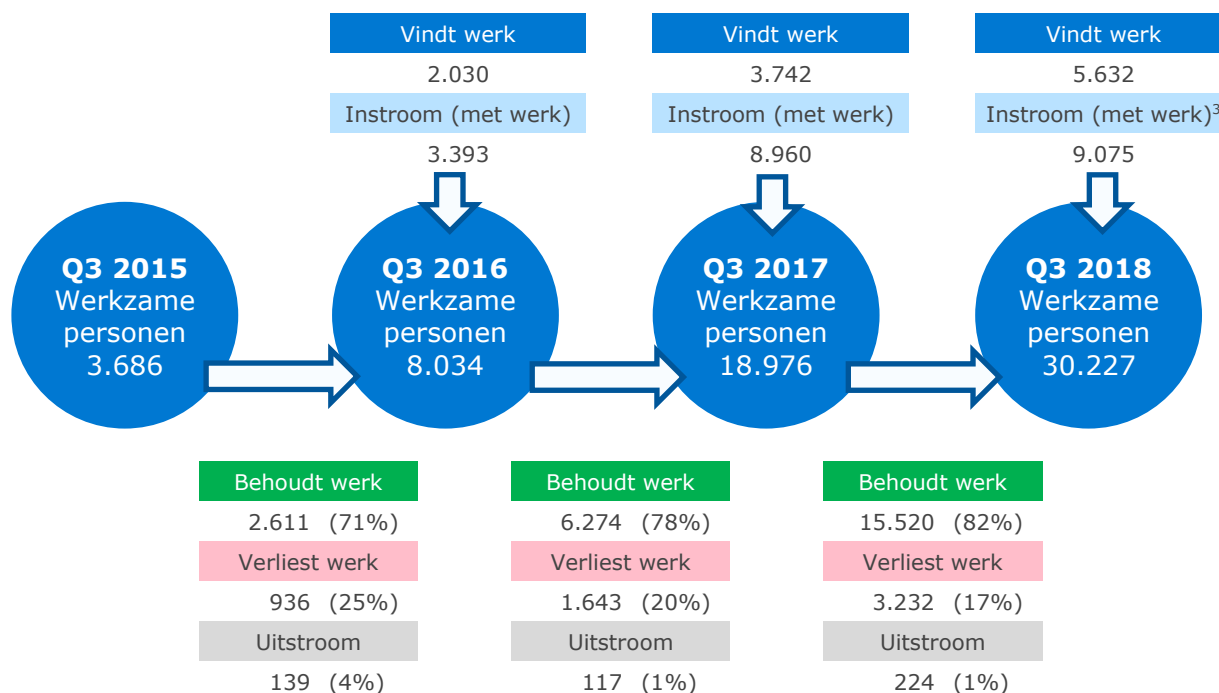 Vindt werk
2.030
Instroom (met werk)
3.393
Vindt werk
3.742
Instroom (met werk)
8.960
Vindt werk
5.632
Instroom (met werk)³
9.075
Q3 2015
Werkzame
personen
3.686
Q3 2016
Werkzame
personen
8.034
Q3 2017
Werkzame
personen
18.976
Q3 2018
Werkzame
personen
30.227
Behoudt werk
2.611 (71%)
Verliest werk
936 (25%)
Uitstroom
139 (4%)
Behoudt werk
6.274 (78%)
Verliest werk
1.643 (20%)
Uitstroom
117 (1%)
Behoudt werk
15.520 (82%)
Verliest werk
3.232 (17%)
Uitstroom
224 (1%)